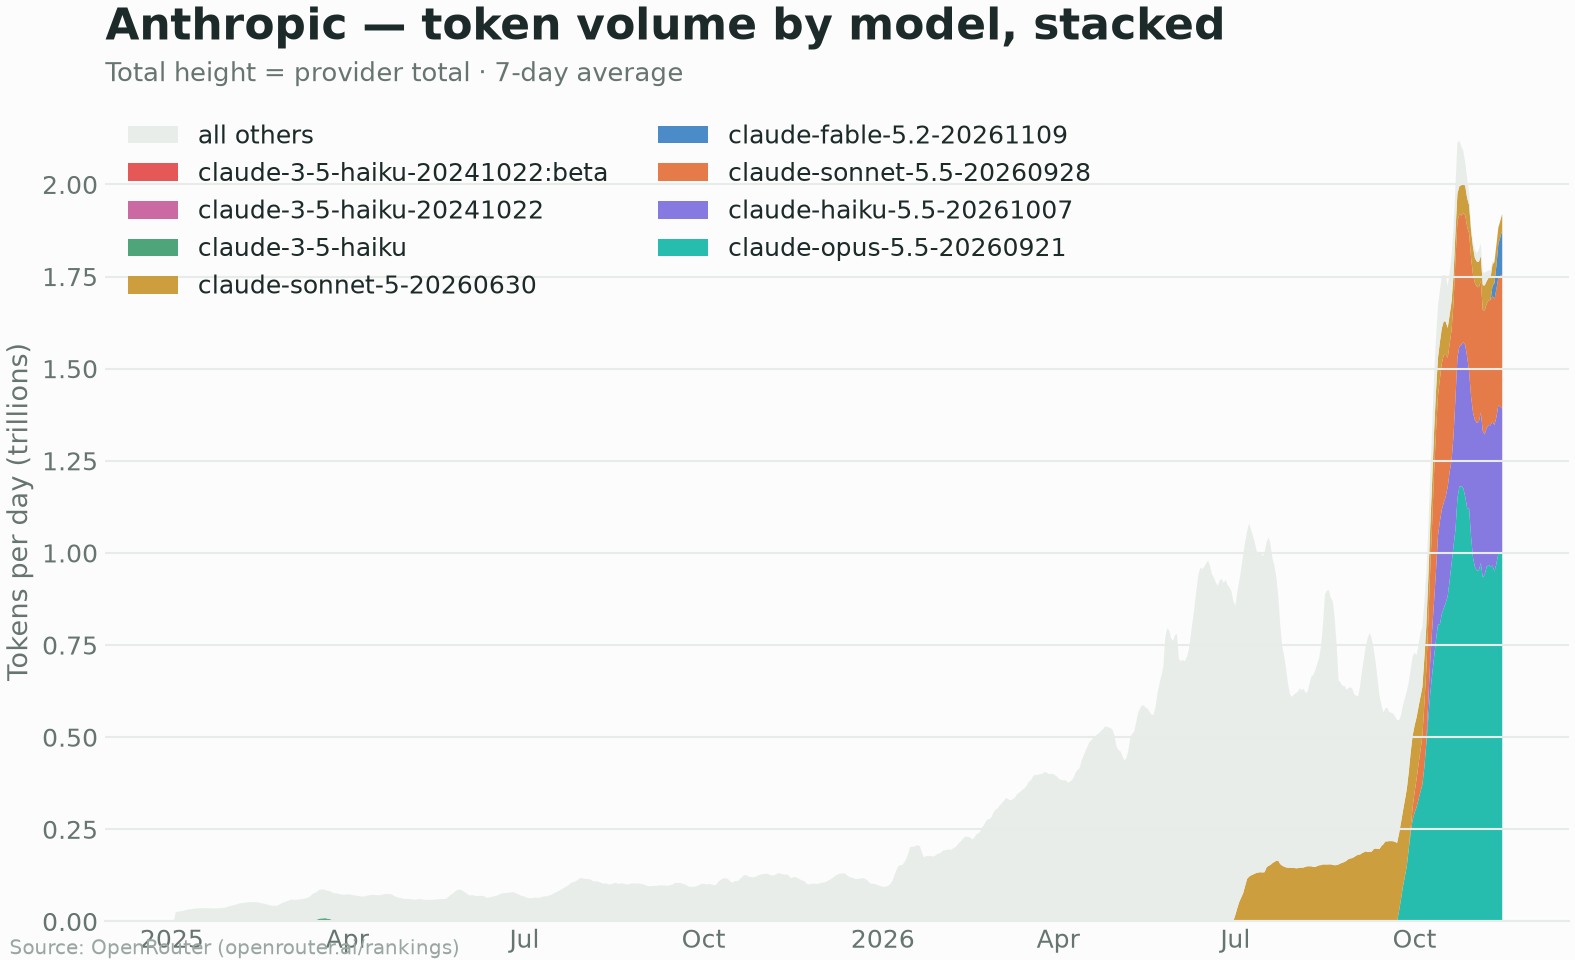 Anthropic — token volume by model, stacked
Total height = provider total · 7-day average
all others
claude-3-5-haiku-20241022:beta
claude-3-5-haiku-20241022
claude-3-5-haiku
claude-sonnet-5-20260630
claude-fable-5.2-20261109
claude-sonnet-5.5-20260928
claude-haiku-5.5-20261007
claude-opus-5.5-20260921
Tokens per day (trillions)
2.00
1.75
1.50
1.25
1.00
0.75
0.50
0.25
0.00
2025 Apr Jul Oct 2026 Apr Jul Oct
Source: OpenRouter (openrouter.ai/rankings)